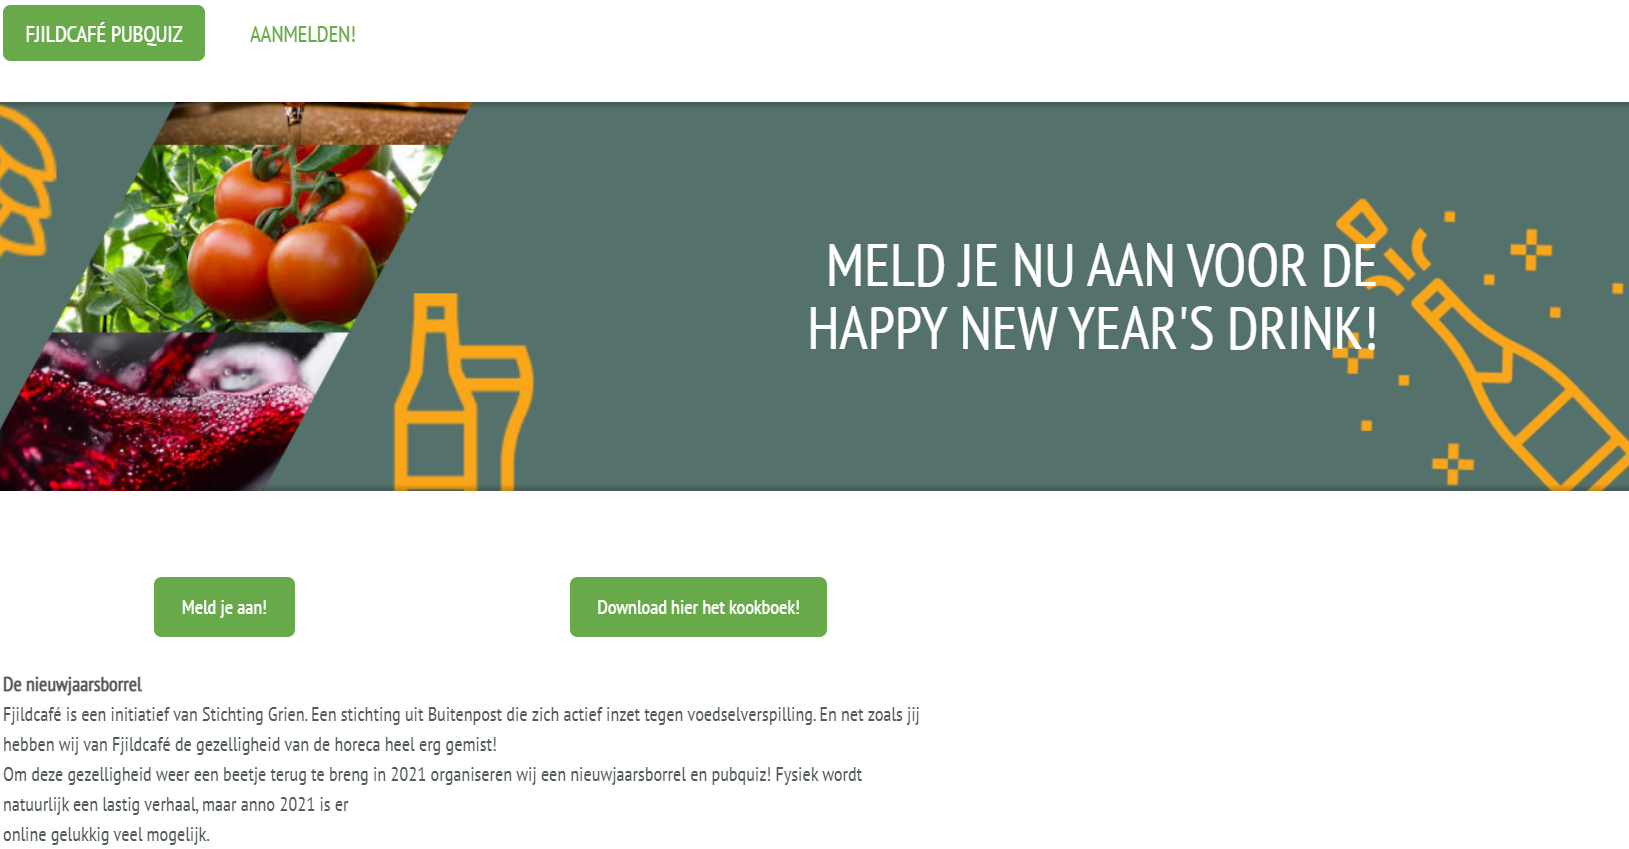 FJILDCAFÉ PUBQUIZ
AANMELDEN!
MELD JE NU AAN VOOR DE
HAPPY NEW YEAR'S DRINK!
Meld je aan!
Download hier het kookboek!
De nieuwjaarsborrel
Fjildcafé is een initiatief van Stichting Grien. Een stichting uit Buitenpost die zich actief inzet tegen voedselverspilling. En net zoals jij
hebben wij van Fjildcafé de gezelligheid van de horeca heel erg gemist!
Om deze gezelligheid weer een beetje terug te breng in 2021 organiseren wij een nieuwjaarsborrel en pubquiz! Fysiek wordt
natuurlijk een lastig verhaal, maar anno 2021 is er
online gelukkig veel mogelijk.